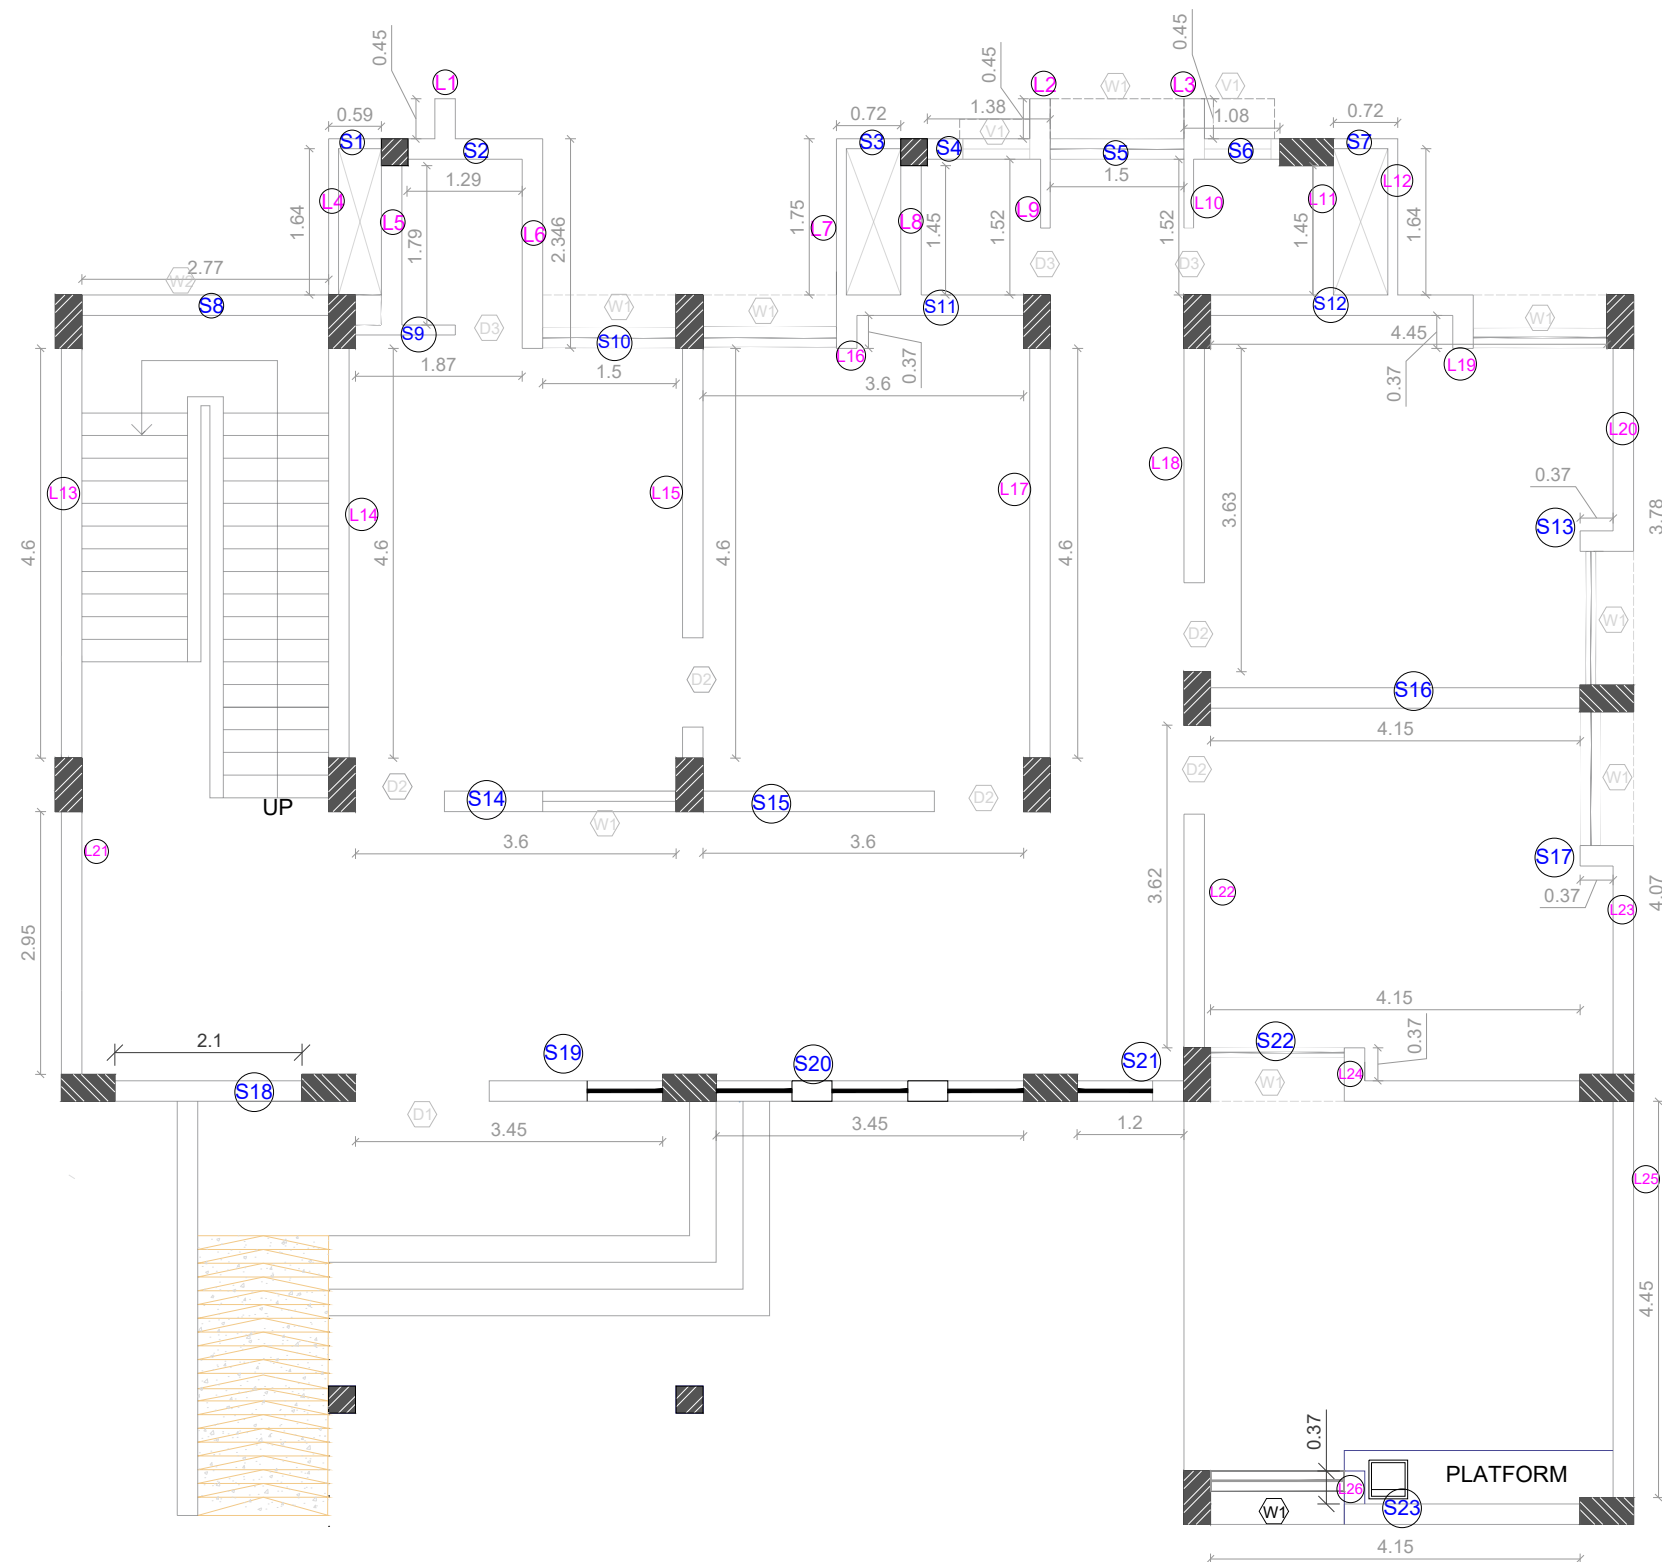 0.45
0.45
0.45
L1
L2
W1
L3
V1
0.59
0.72
1.38
1.08
0.72
S1
S2
S3
S4
V1
S5
S6
S7
1.29
1.5
L4
L5
L6
L7
L8
L9
L10
L11
L12
1.64
1.79
2.346
1.75
1.45
1.52
1.52
1.45
1.64
2.77
W2
D3
D3
S8
S9
D3
W1
S10
W1
S11
S12
W1
4.45
L16
0.37
L19
0.37
1.87
1.5
3.6
L20
L13
L14
L15
L17
L18
0.37
S13
3.78
4.6
4.6
4.6
4.6
3.63
W1
D2
D2
S16
4.15
D2
W1
D2
S14
S15
D2
UP
W1
3.6
3.6
L21
L22
3.62
S17
0.37
L23
4.07
2.95
4.15
2.1
S19
S20
S21
S22
0.37
L24
W1
S18
D1
3.45
3.45
1.2
L25
4.45
0.37
PLATFORM
L26
W1
S23
4.15